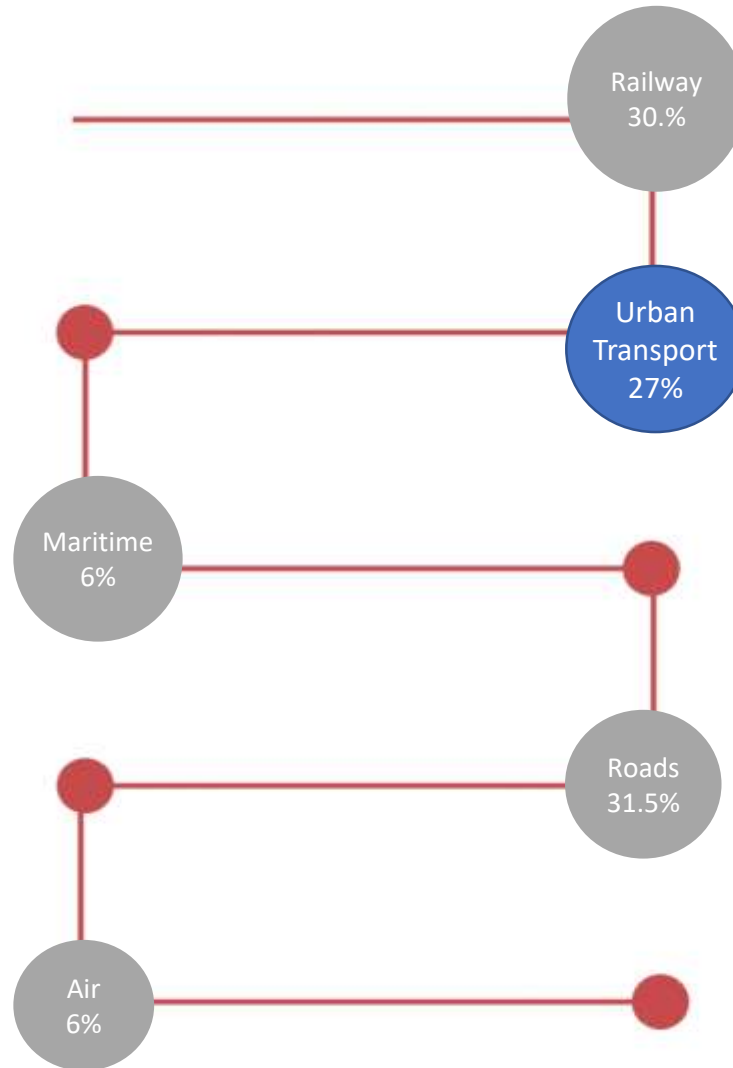 Railway
30.%
Urban
Transport
27%
Maritime
6%
Roads
31.5%
Air
6%